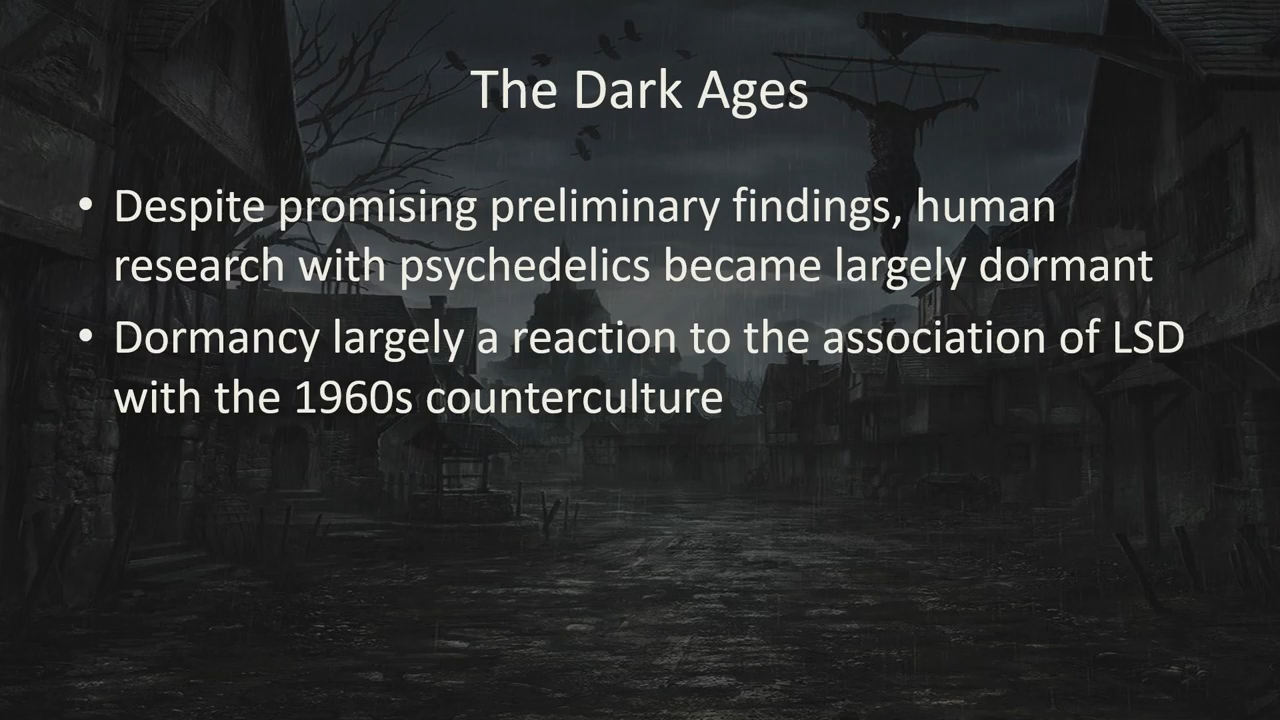 The Dark Ages
• Despite promising preliminary findings, human
research with psychedelics became largely dormant
• Dormancy largely a reaction to the association of LSD
with the 1960s counterculture